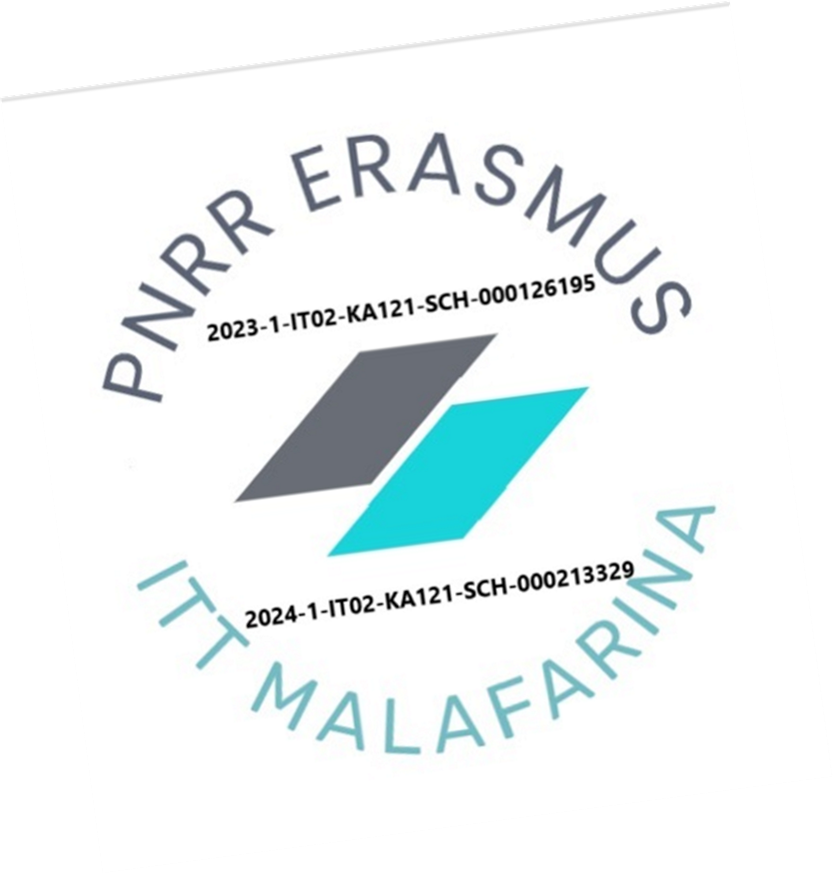 PNRR ERASMUS
2023-1-IT02-KA121-SCH-000126195
2024-1-IT02-KA121-SCH-000213329
ITT MALAFARINA